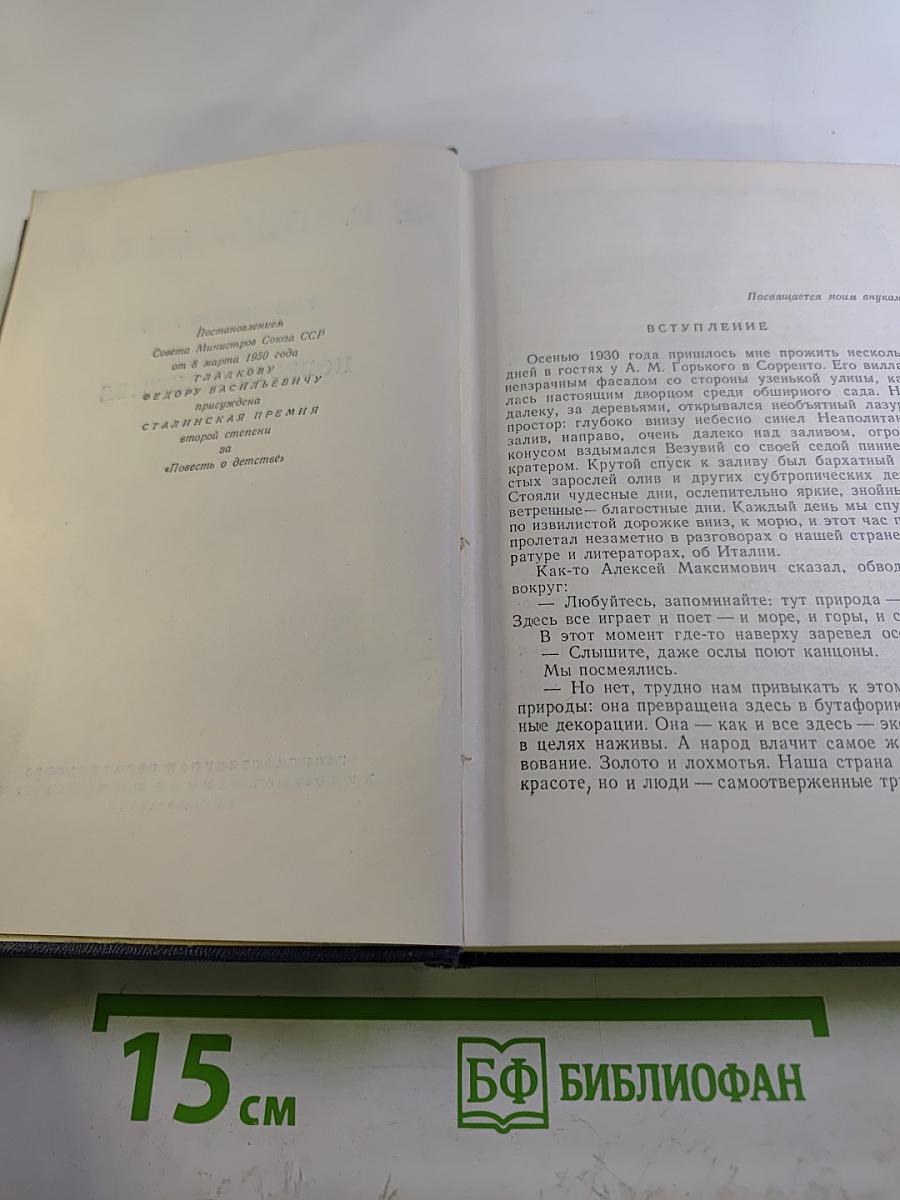 Постановлением
Совета Министров Союза ССР
от 8 марта 1950 года
ГЛАДКОВУ
ФЕДОРУ ВАСИЛЬЕВИЧУ
присуждена
СТАЛИНСКАЯ ПРЕМИЯ
второй степени
за
«Повесть о детстве»
Посвящается моим внукам
ВСТУПЛЕНИЕ
Осенью 1930 года пришлось мне прожить несколь
дней в гостях у А. М. Горького в Сорренто. Его вилла
невзрачным фасадом со стороны узенькой улицы, ка
лась настоящим дворцом среди обширного сада. Н
далеку, за деревьями, открывался необъятный лазур
простор: глубоко внизу небесно синел Неаполитан
залив, направо, очень далеко над заливом, огро
конусом вздымался Везувий со своей седой пиние
кратером. Крутой спуск к заливу был бархатный
стых зарослей олив и других субтропических де
Стояли чудесные дни, ослепительно яркие, знойны
ветренные — благостные дни. Каждый день мы спу
по извилистой дорожке вниз, к морю, и этот час п
пролетал незаметно в разговорах о нашей стране
ратуре и литераторах, об Италии.
Как-то Алексей Максимович сказал, обвод
вокруг:
— Любуйтесь, запоминайте: тут природа —
Здесь все играет и поет — и море, и горы, и с
В этот момент где-то наверху заревел осе
— Слышите, даже ослы поют канцоны.
Мы посмеялись.
— Но нет, трудно нам привыкать к этом
природы: она превращена здесь в бутафорию
ные декорации. Она — как и все здесь — экс
в целях наживы. А народ влачит самое ж
вование. Золото и лохмотья. Наша страна
красоте, но и люди — самоотверженные тр
15 см
БФ БИБЛИОФАН